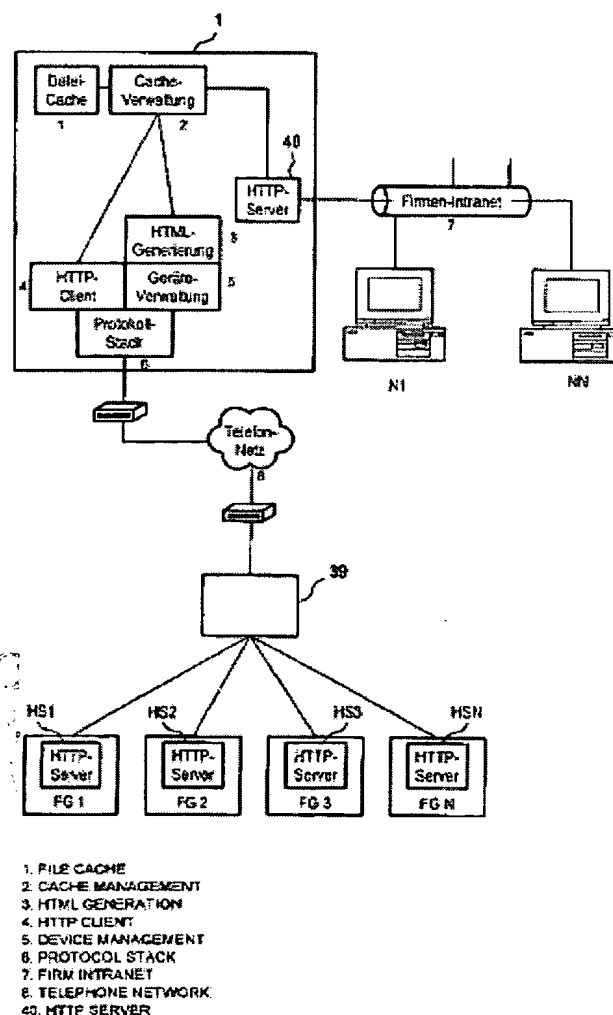 1
Datei-
Cache
1
Cache-
Verwaltung
2
40
HTTP-
Server
Firmen-Intranet
7
HTML-
Generierung
3
4
HTTP-
Client
Geräte-
Verwaltung
5
Protokoll-
Stack
6
N1
NN
Telefon-
Netz
8
39
HS1
HS2
HS3
HSN
HTTP-
Server
FG 1
HTTP-
Server
FG 2
HTTP-
Server
FG 3
HTTP-
Server
FG N
1. FILE CACHE
2. CACHE MANAGEMENT
3. HTML GENERATION
4. HTTP CLIENT
5. DEVICE MANAGEMENT
6. PROTOCOL STACK
7. FIRM INTRANET
8. TELEPHONE NETWORK
40. HTTP SERVER